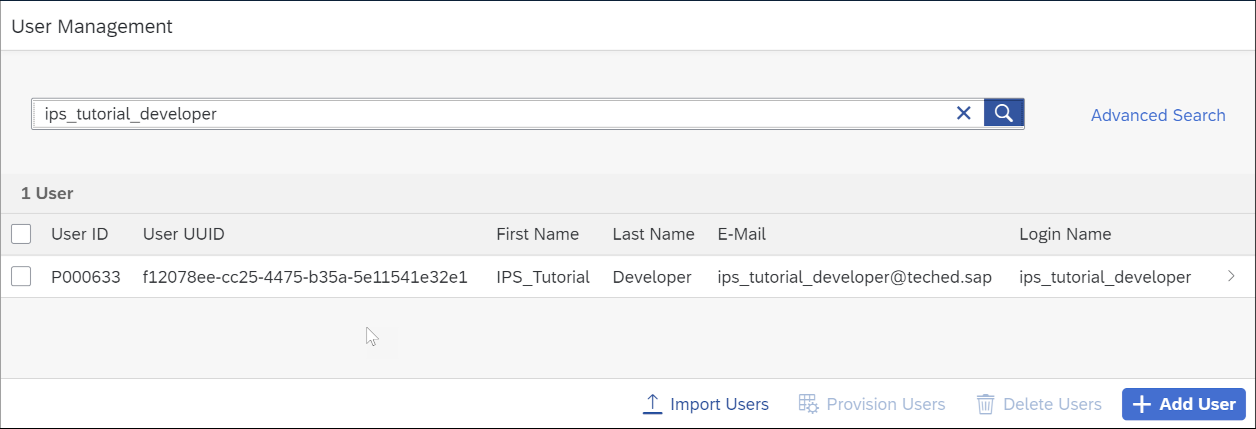 User Management
ips_tutorial_developer
Advanced Search
1 User
User ID User UUID First Name Last Name E-Mail Login Name
P000633 f12078ee-cc25-4475-b35a-5e11541e32e1 IPS_Tutorial Developer ips_tutorial_developer@teched.sap ips_tutorial_developer
Import Users Provision Users Delete Users Add User